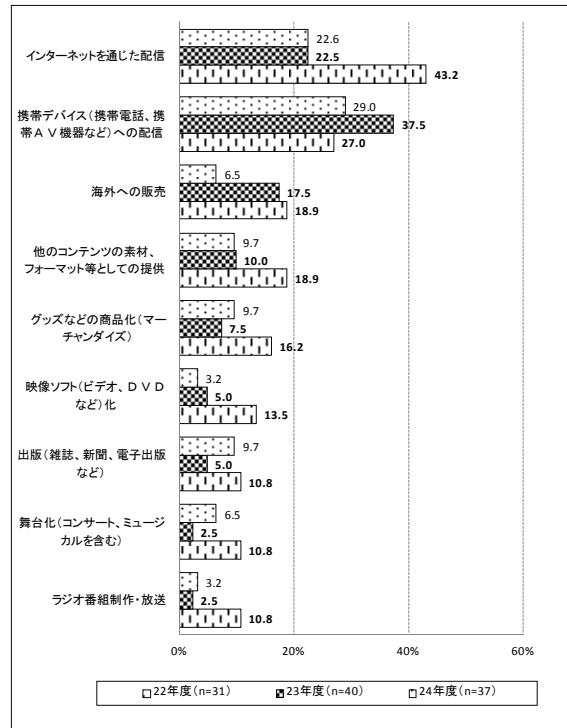 インターネットを通じた配信
22.6
22.5
43.2
携帯デバイス(携帯電話、携
帯AV機器など)への配信
29.0
37.5
27.0
海外への販売
6.5
17.5
18.9
他のコンテンツの素材、
フォーマット等としての提供
9.7
10.0
18.9
グッズなどの商品化(マー
チャンダイズ)
9.7
7.5
16.2
映像ソフト(ビデオ、DVD
など)化
3.2
5.0
13.5
出版(雑誌、新聞、電子出版
など)
9.7
5.0
10.8
舞台化(コンサート、ミュージ
カルを含む)
6.5
2.5
10.8
ラジオ番組制作・放送
3.2
2.5
10.8
0% 20% 40% 60%
22年度(n=31) 23年度(n=40) 24年度(n=37)